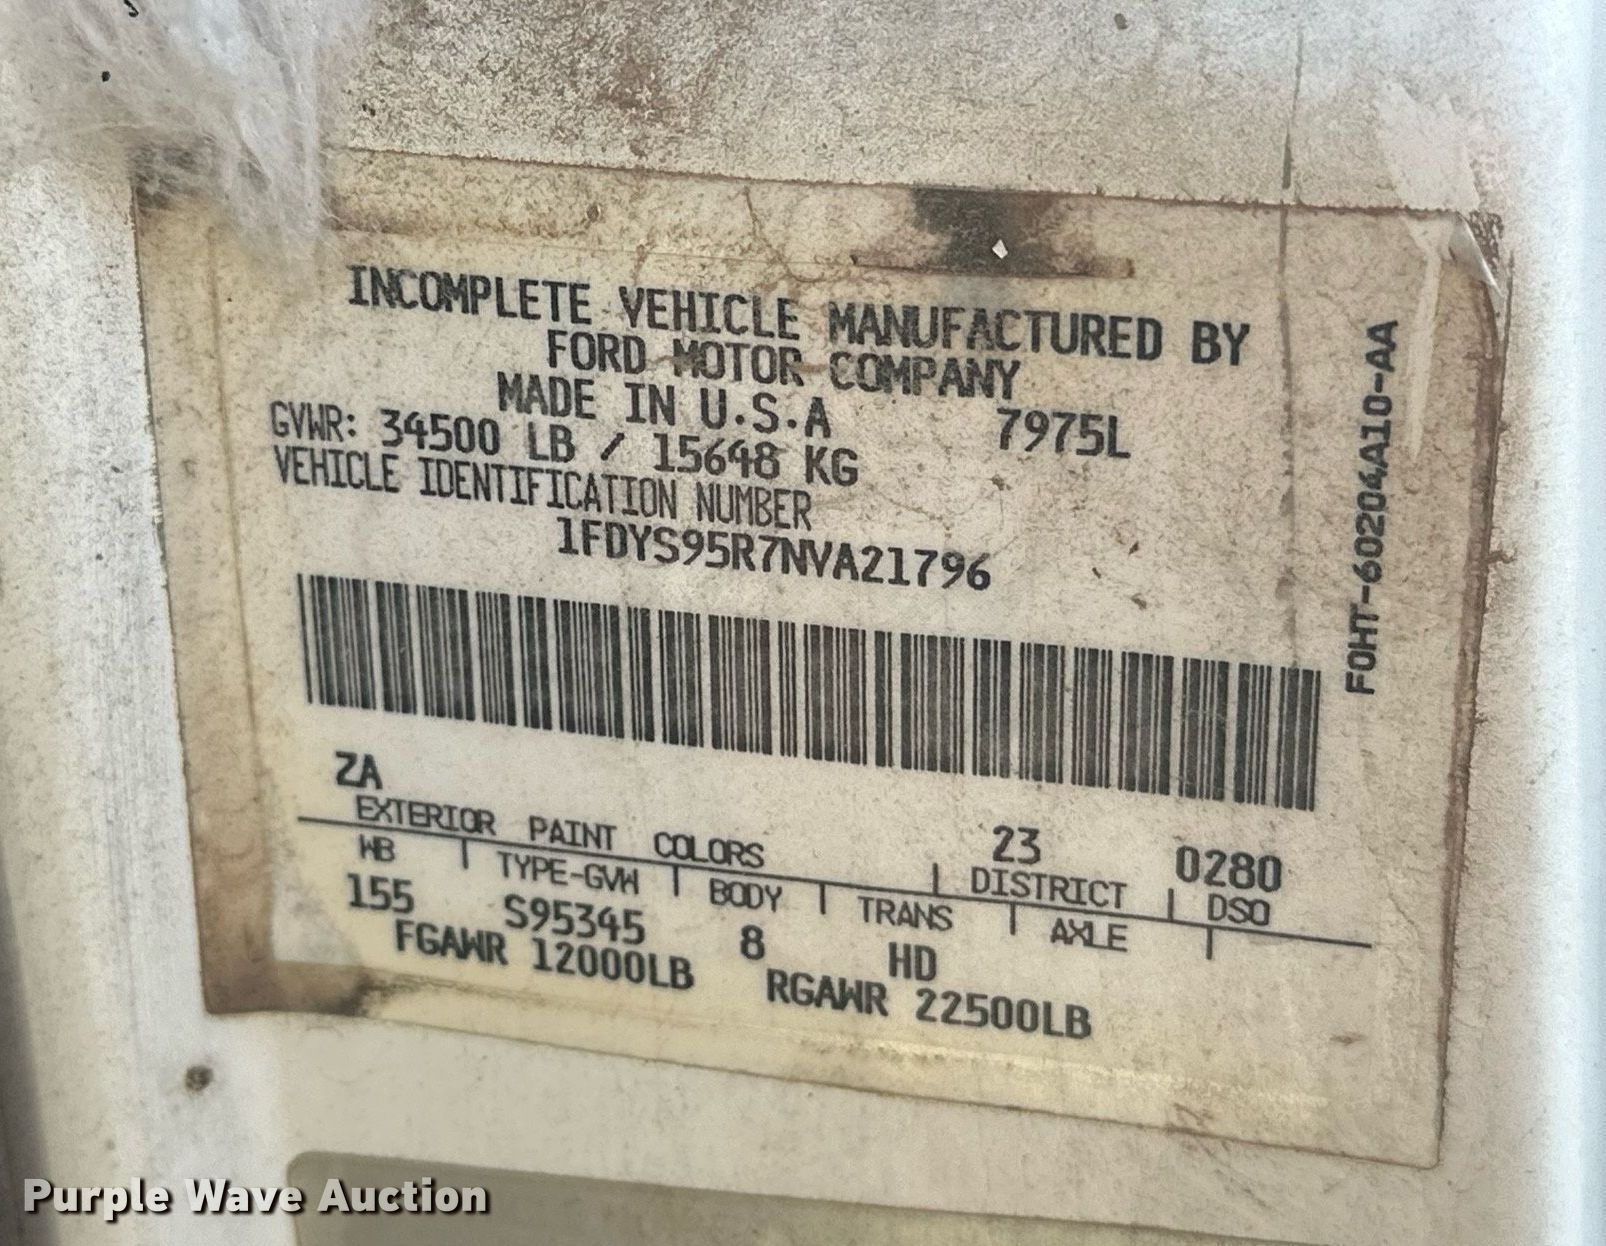 INCOMPLETE VEHICLE MANUFACTURED BY
FORD MOTOR COMPANY
MADE IN U.S.A 7975L
GVWR: 34500 LB / 15648 KG
VEHICLE IDENTIFICATION NUMBER
1FDYS95R7NVA21796
F0HT-60204A10-AA
ZA 23 0280
EXTERIOR PAINT COLORS DISTRICT DSO
WB TYPE-GVW BODY TRANS AXLE
155 S95345 8 HD
FGAWR 12000LB RGAWR 22500LB
Purple Wave Auction